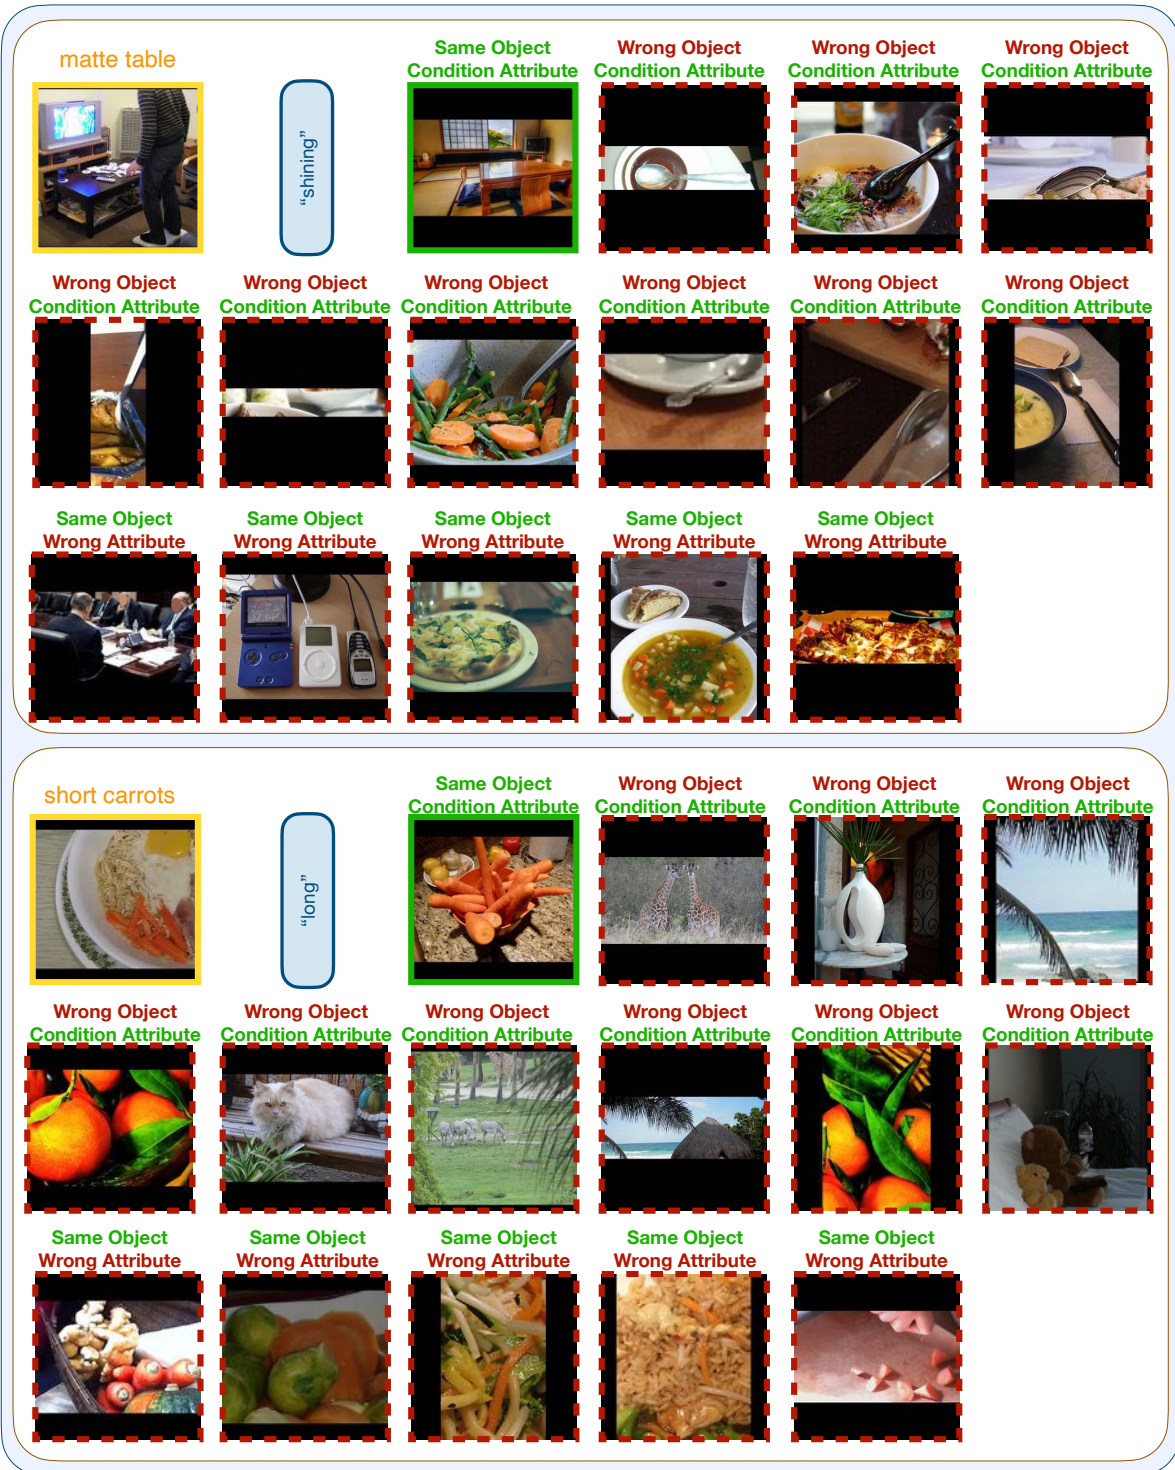 matte table
"shining"
Same Object
Condition Attribute
Wrong Object
Condition Attribute
Wrong Object
Condition Attribute
Wrong Object
Condition Attribute
Wrong Object
Condition Attribute
Wrong Object
Condition Attribute
Wrong Object
Condition Attribute
Wrong Object
Condition Attribute
Wrong Object
Condition Attribute
Wrong Object
Condition Attribute
Same Object
Wrong Attribute
Same Object
Wrong Attribute
Same Object
Wrong Attribute
Same Object
Wrong Attribute
Same Object
Wrong Attribute
short carrots
"long"
Same Object
Condition Attribute
Wrong Object
Condition Attribute
Wrong Object
Condition Attribute
Wrong Object
Condition Attribute
Wrong Object
Condition Attribute
Wrong Object
Condition Attribute
Wrong Object
Condition Attribute
Wrong Object
Condition Attribute
Wrong Object
Condition Attribute
Wrong Object
Condition Attribute
Same Object
Wrong Attribute
Same Object
Wrong Attribute
Same Object
Wrong Attribute
Same Object
Wrong Attribute
Same Object
Wrong Attribute